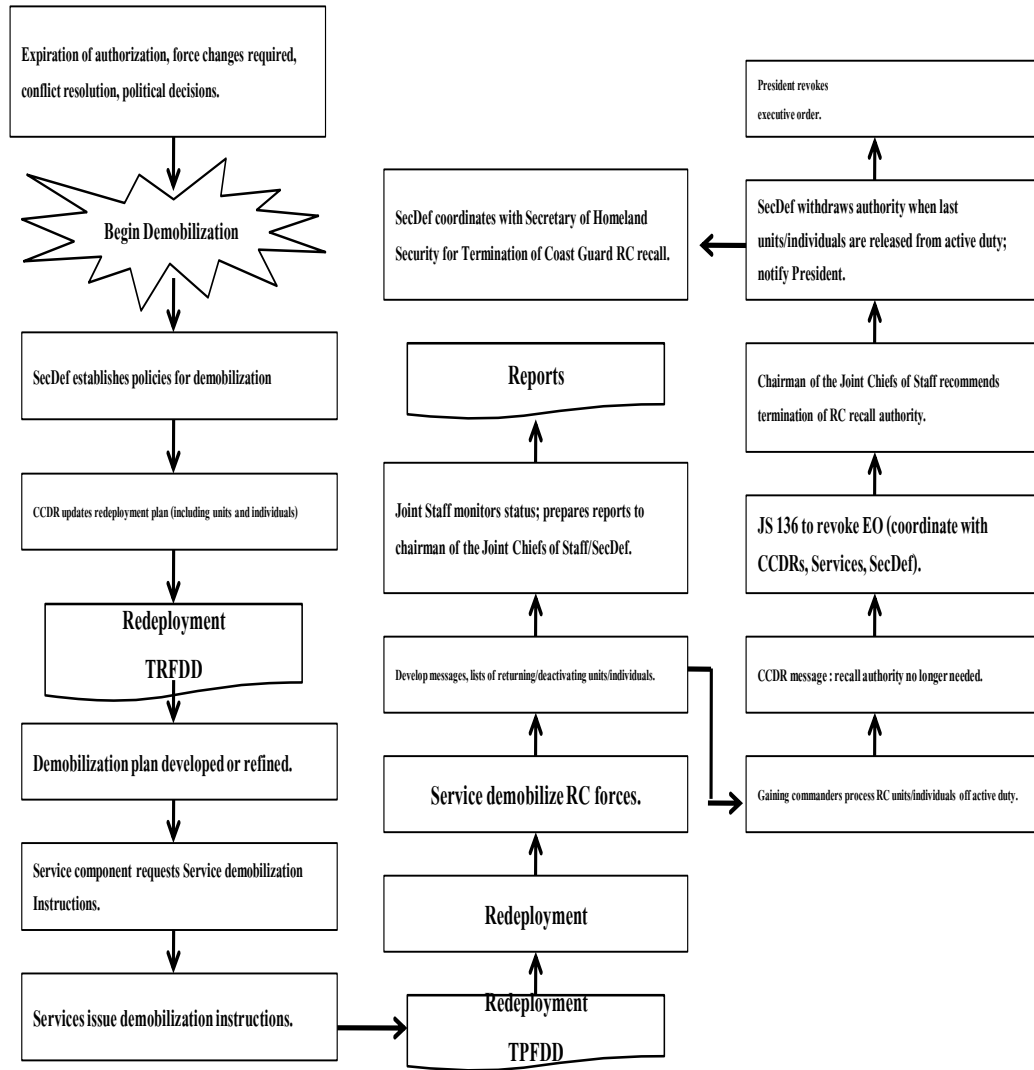 Expiration of authorization, force changes required,
conflict resolution, political decisions.
Begin Demobilization
SecDef establishes policies for demobilization
CCDR updates redeployment plan (including units and individuals)
Redeployment
TRFDD
Demobilization plan developed or refined.
Service component requests Service demobilization
Instructions.
Services issue demobilization instructions.
Redeployment
TPFDD
Redeployment
Service demobilize RC forces.
Develop messages, lists of returning/deactivating units/individuals.
Joint Staff monitors status; prepares reports to
chairman of the Joint Chiefs of Staff/SecDef.
Reports
Gaining commanders process RC units/individuals off active duty.
CCDR message : recall authority no longer needed.
JS 136 to revoke EO (coordinate with
CCDRs, Services, SecDef).
Chairman of the Joint Chiefs of Staff recommends
termination of RC recall authority.
SecDef withdraws authority when last
units/individuals are released from active duty;
notify President.
SecDef coordinates with Secretary of Homeland
Security for Termination of Coast Guard RC recall.
President revokes
executive order.